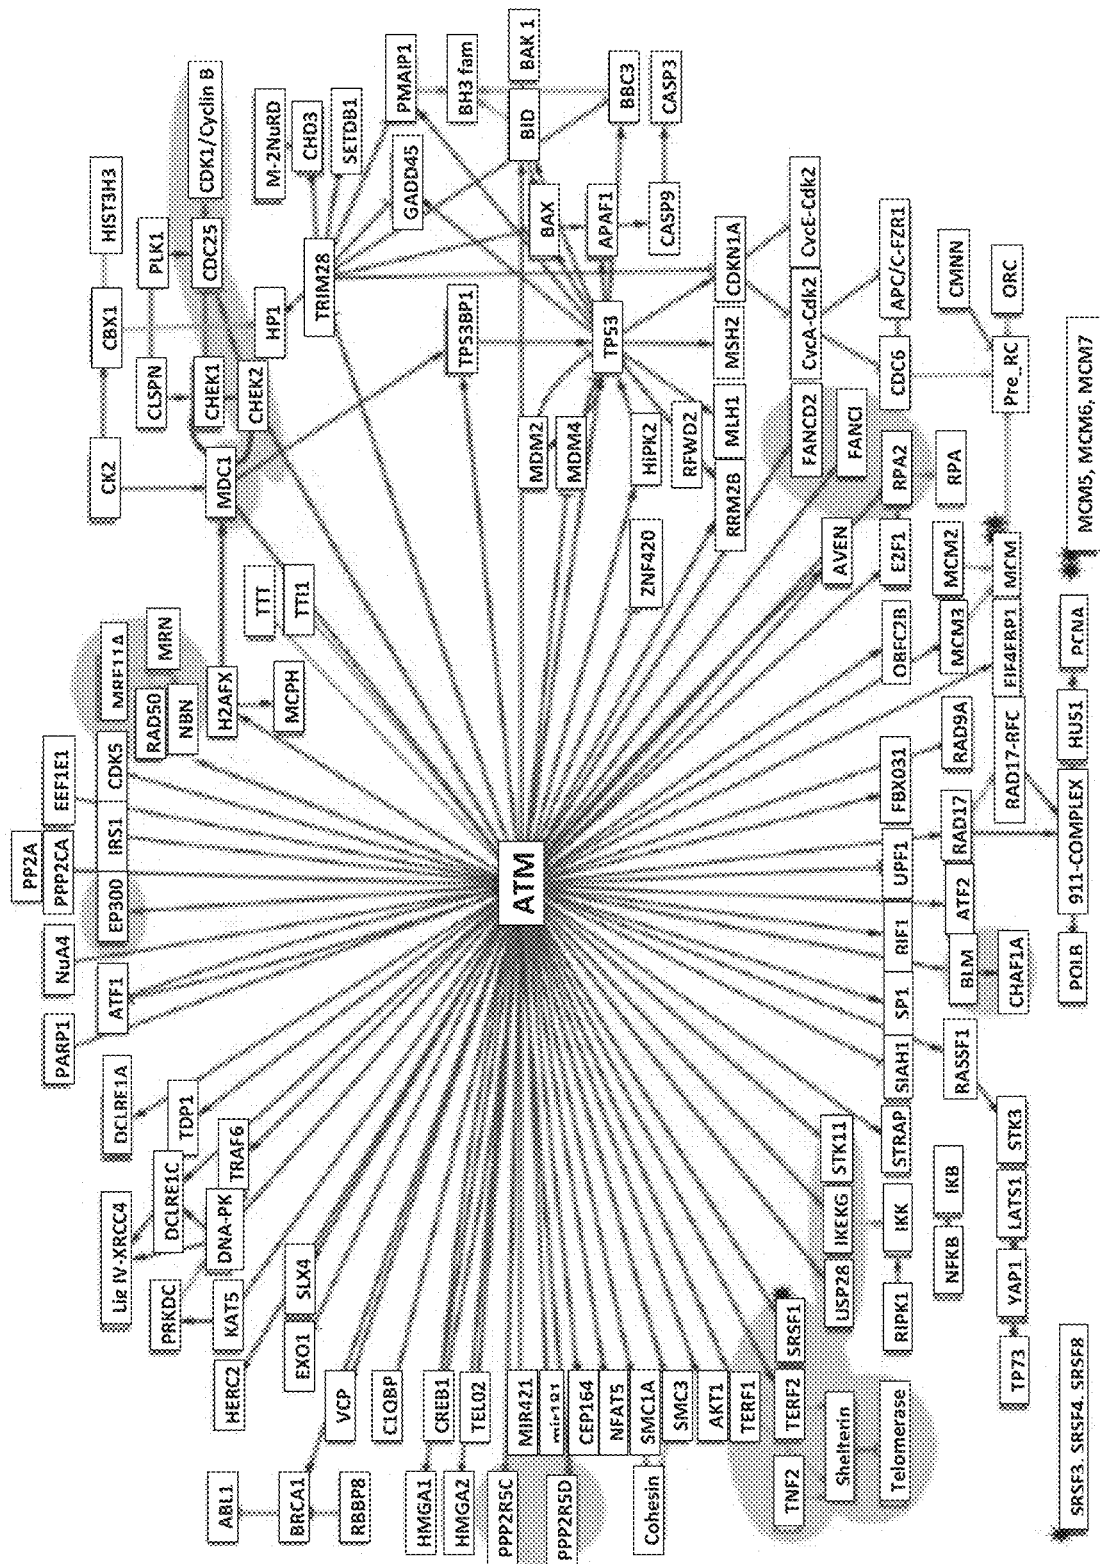 PP2A
PARP1
NuA4
PPP2CA
EEF1E1
CK2
CBX1
HIST3H3
Lig IV-XRCC4
DCLRE1A
ATF1
EP300
IRS1
CDK5
MRE11A
RAD50
MRN
CLSPN
PLK1
PRKDC
DCLRE1C
TDP1
NBN
ABL1
HERC2
KAT5
DNA-PK
TRAF6
H2AFX
MDC1
CHEK1
CHEK2
CDC25
CDK1/Cyclin B
TTT
HP1
M-2NuRD
BRCA1
EXO1
SLX4
MCPH
TTI1
TRIM28
CHD3
RBBP8
VCP
SETDB1
C1QBP
GADD45
PMAIP1
HMGA1
CREB1
HMGA2
TELO2
TP53BP1
BH3 fam
PPP2R5C
MIR421
ATM
MDM2
BAX
BID
BAK 1
mir181
PPP2R5D
CEP164
MDM4
NFAT5
TP53
APAF1
BBC3
Cohesin
SMC1A
ZNF420
HiPK2
SMC3
RFWD2
CASP9
CASP3
AKT1
TERF1
RRM2B
MLH1
MSH2
CDKN1A
TNF2
TERF2
SRSF1
FANCD2
CycA-Cdk2
CycE-Cdk2
Shelterin
USP28
IKEKG
STK11
AVEN
FANCI
Telomerase
RIPK1
IKK
STRAP
SIAH1
SP1
RIF1
UPF1
FBXO31
OBFC2B
E2F1
RPA2
CDC6
APC/C-FZR1
NFKB
IKB
RASSF1
BLM
ATF2
RAD17
RAD9A
MCM3
MCM2
RPA
CMNN
TP73
YAP1
LATS1
STK3
CHAF1A
RAD17-RFC
EIF4EBP1
MCM
Pre_RC
ORC
SRSF3, SRSF4, SRSF8
POLB
911-COMPLEX
HUS1
PCNA
MCM5, MCM6, MCM7